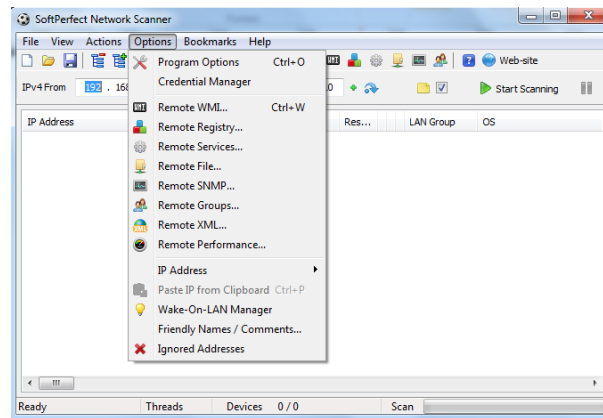 SoftPerfect Network Scanner
File View Actions Options Bookmarks Help
Web-site
IPv4 From 192 . 168
0
Start Scanning
IP Address
Res...
LAN Group
OS
Program Options Ctrl+O
Credential Manager
Remote WMI... Ctrl+W
Remote Registry...
Remote Services...
Remote File...
Remote SNMP...
Remote Groups...
Remote XML...
Remote Performance...
IP Address
Paste IP from Clipboard Ctrl+P
Wake-On-LAN Manager
Friendly Names / Comments...
Ignored Addresses
Ready Threads Devices 0 / 0 Scan